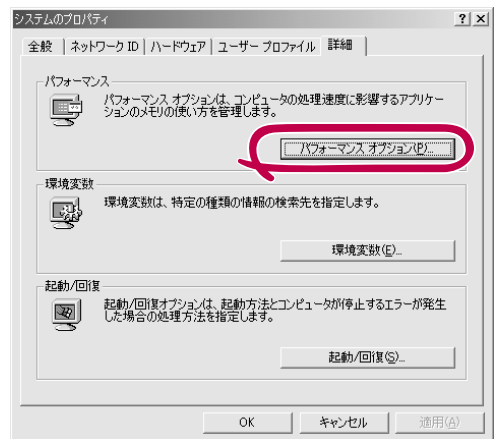 システムのプロパティ
全般 ネットワーク ID ハードウェア ユーザー プロファイル 詳細
パフォーマンス
パフォーマンス オプションは、コンピュータの処理速度に影響するアプリケー
ションのメモリの使い方を管理します。
パフォーマンス オプション(P)...
環境変数
環境変数は、特定の種類の情報の検索先を指定します。
環境変数(E)...
起動/回復
起動/回復オプションは、起動方法とコンピュータが停止するエラーが発生
した場合の処理方法を指定します。
起動/回復(S)...
OK キャンセル 適用(A)